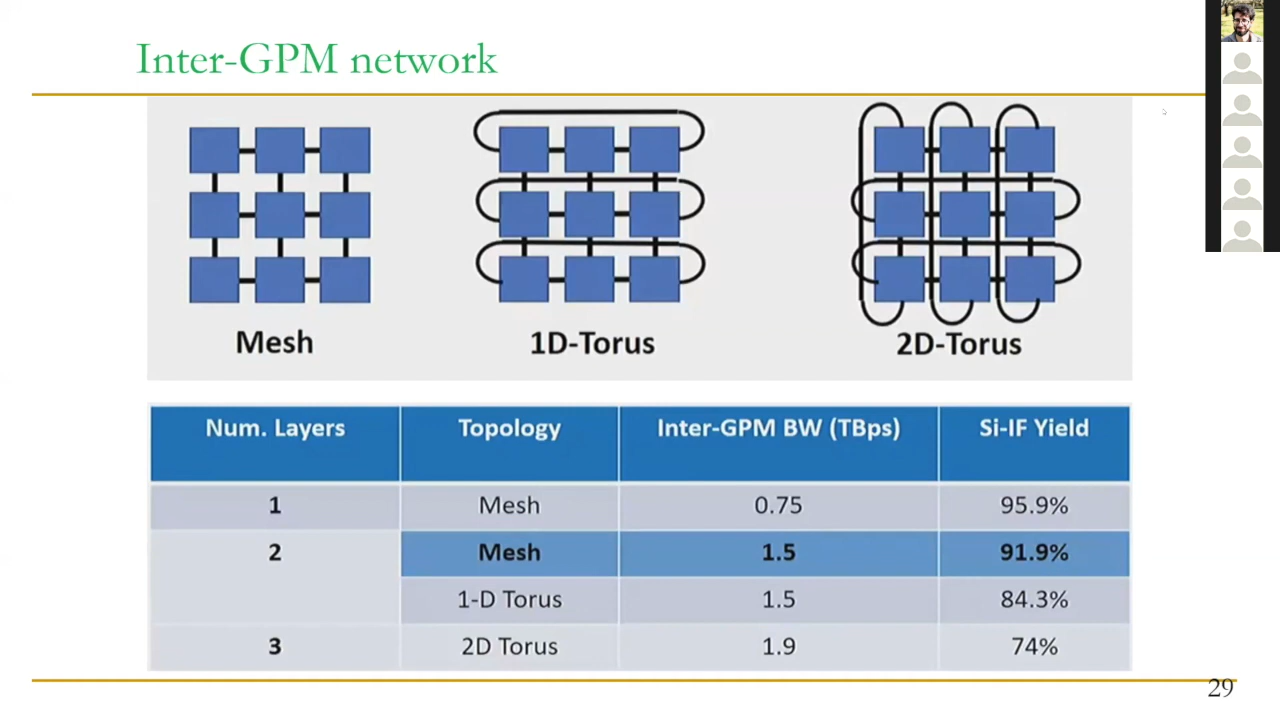 Inter-GPM network
Mesh
1D-Torus
2D-Torus
Num. Layers Topology Inter-GPM BW (TBps) Si-IF Yield
1 Mesh 0.75 95.9%
2 Mesh 1.5 91.9%
1-D Torus 1.5 84.3%
3 2D Torus 1.9 74%
29